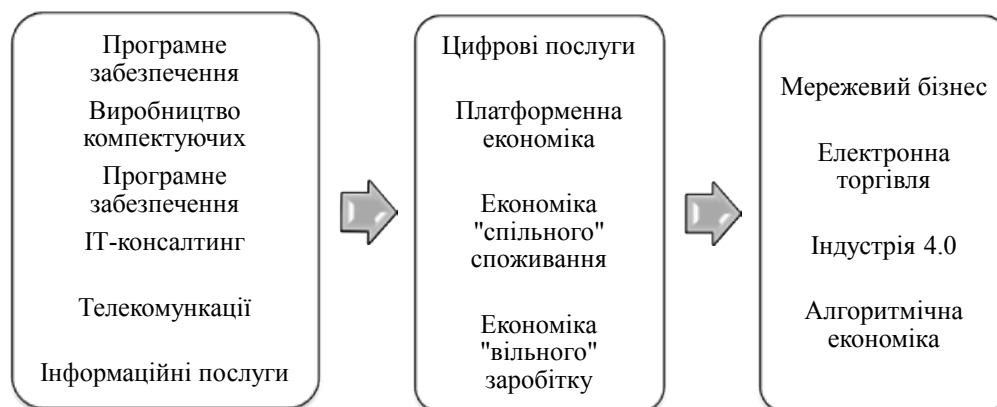 Програмне
забезпечення
Виробництво
компектуючих
Програмне
забезпечення
ІТ-консалтинг
Телекомункації
Інформаційні послуги
Цифрові послуги
Платформенна
економіка
Економіка
"спільного"
споживання
Економіка
"вільного"
заробітку
Мережевий бізнес
Електронна
торгівля
Індустрія 4.0
Алгоритмічна
економіка